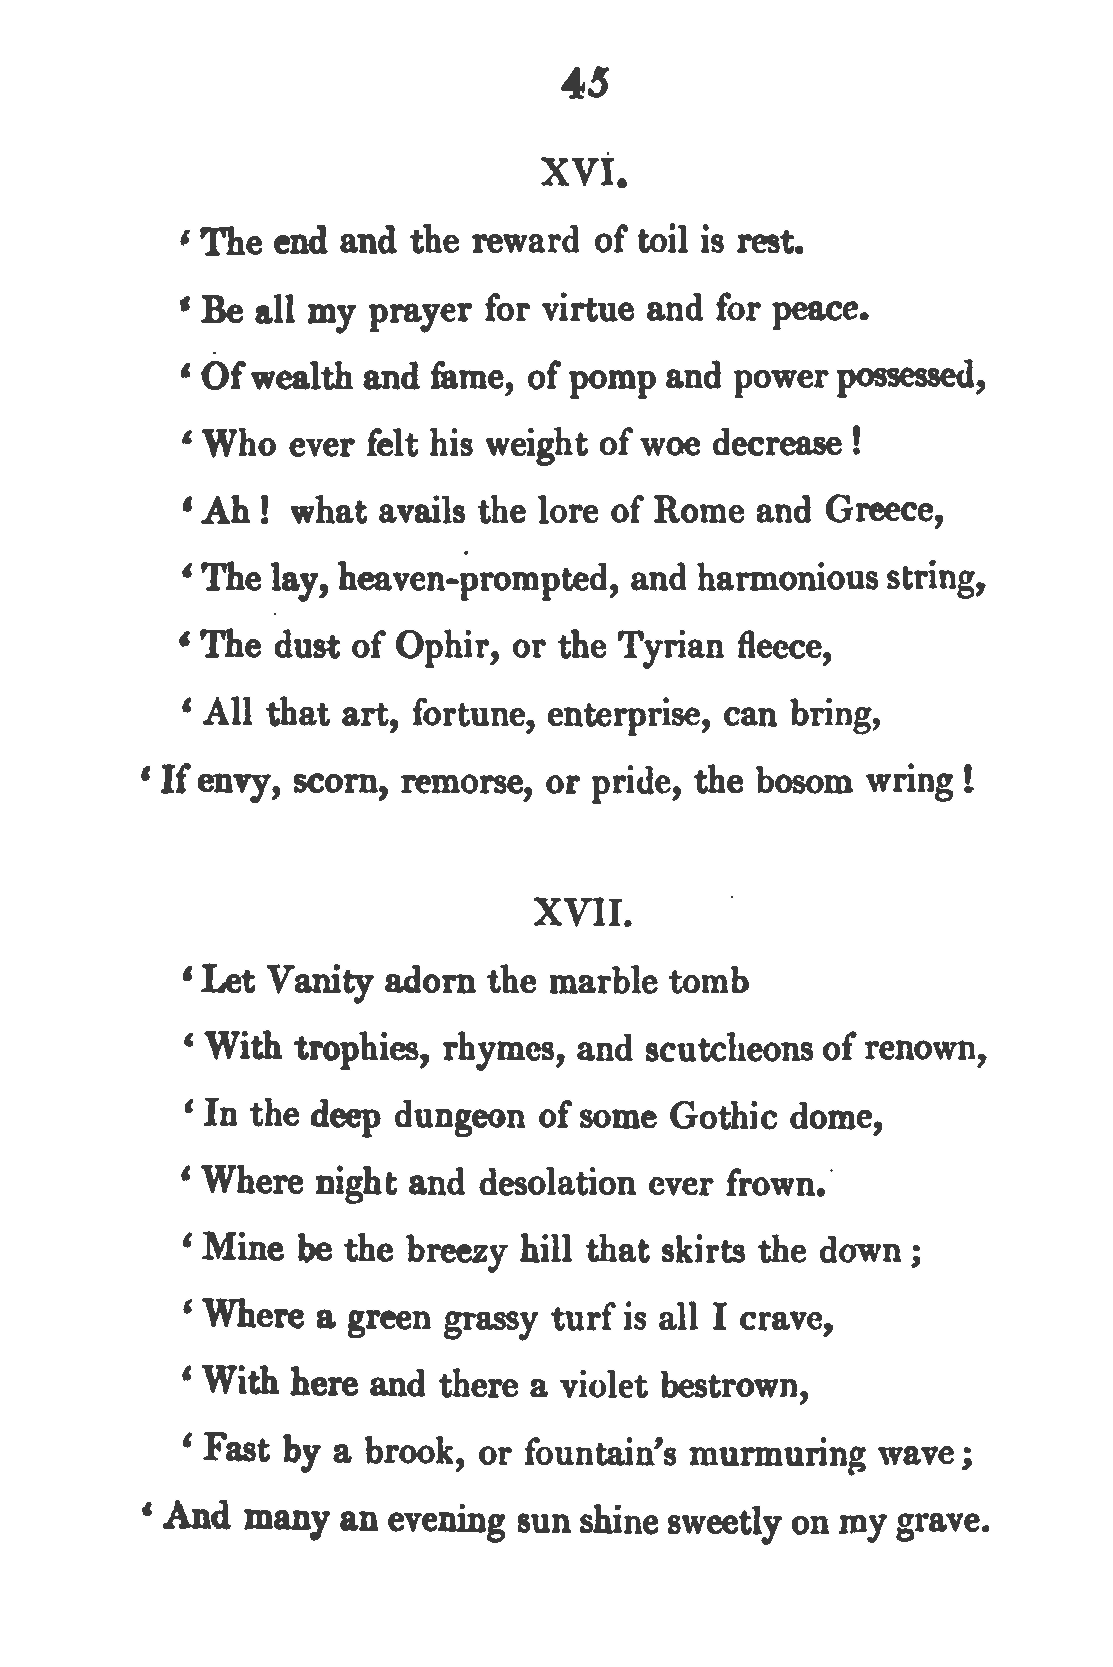 45
XVI.
‘ The end and the reward of toil is rest.
‘ Be all my prayer for virtue and for peace.
‘ Of wealth and fame, of pomp and power possessed,
‘ Who ever felt his weight of woe decrease !
‘ Ah ! what avails the lore of Rome and Greece,
‘ The lay, heaven-prompted, and harmonious string,
‘ The dust of Ophir, or the Tyrian fleece,
‘ All that art, fortune, enterprise, can bring,
‘ If envy, scorn, remorse, or pride, the bosom wring !
XVII.
‘ Let Vanity adorn the marble tomb
‘ With trophies, rhymes, and scutcheons of renown,
‘ In the deep dungeon of some Gothic dome,
‘ Where night and desolation ever frown.
‘ Mine be the breezy hill that skirts the down ;
‘ Where a green grassy turf is all I crave,
‘ With here and there a violet bestrown,
‘ Fast by a brook, or fountain’s murmuring wave ;
‘ And many an evening sun shine sweetly on my grave.